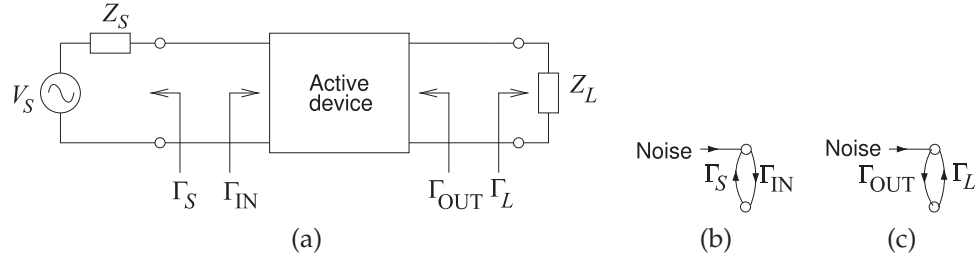 Z_S
V_S
Active
device
Z_L
Γ_S
Γ_IN
Γ_OUT
Γ_L
(a)
Noise
Γ_S
Γ_IN
(b)
Noise
Γ_OUT
Γ_L
(c)